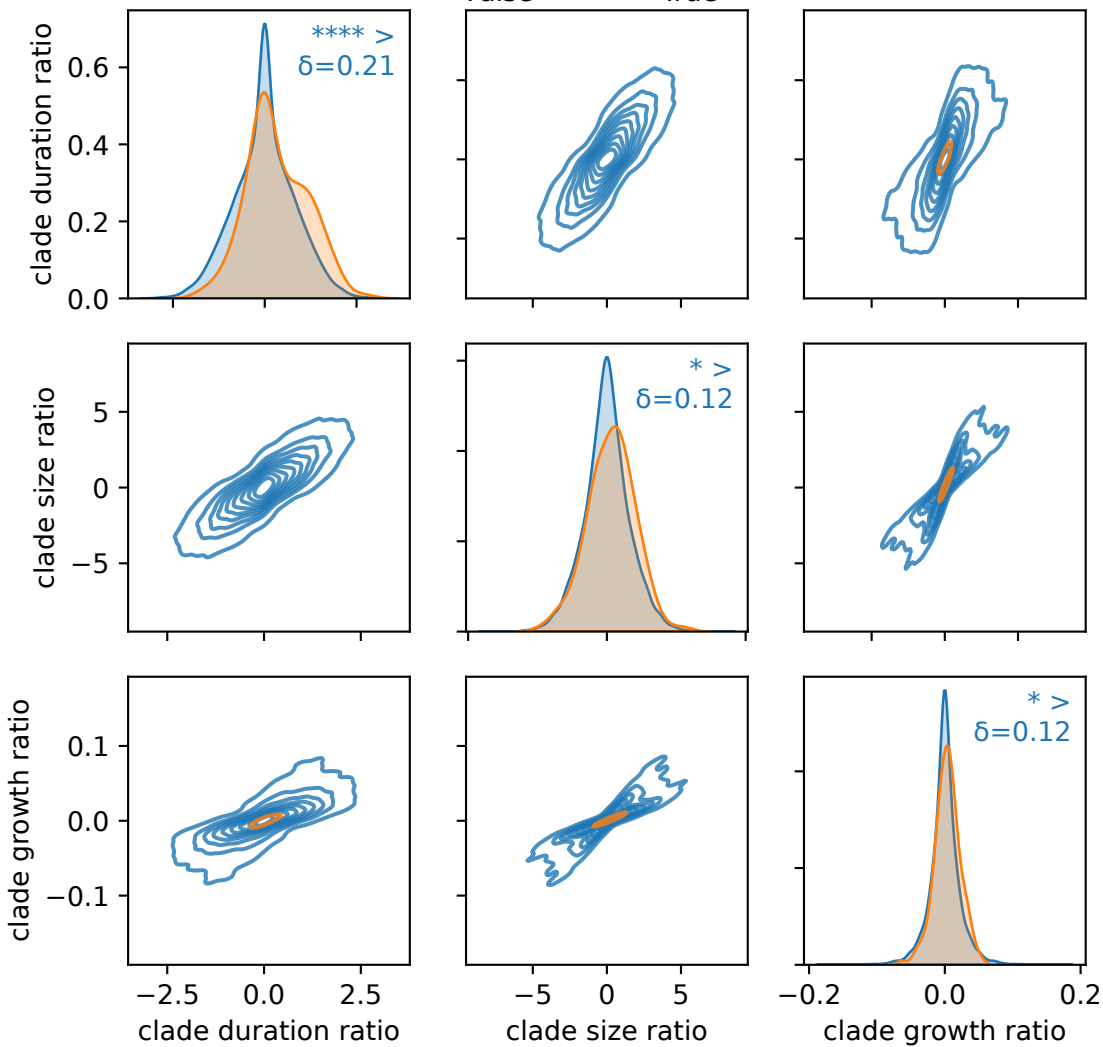 False True
clade duration ratio
0.6
0.4
0.2
0.0
**** >
δ=0.21
clade size ratio
5
0
−5
* >
δ=0.12
clade growth ratio
0.1
0.0
−0.1
* >
δ=0.12
−2.5 0.0 2.5
clade duration ratio
−5 0 5
clade size ratio
−0.2 0.0 0.2
clade growth ratio